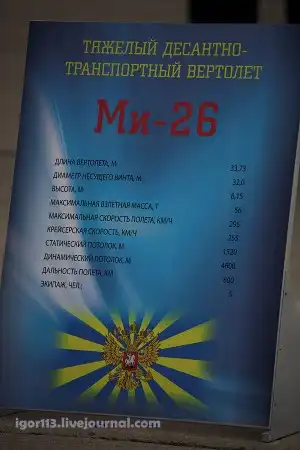 ТЯЖЕЛЫЙ ДЕСАНТНО-
ТРАНСПОРТНЫЙ ВЕРТОЛЕТ
Ми-26
ДЛИНА ВЕРТОЛЕТА, М 33,73
ДИАМЕТР НЕСУЩЕГО ВИНТА, М 32,0
ВЫСОТА, М 8,15
МАКСИМАЛЬНАЯ ВЗЛЕТНАЯ МАССА, Т 56
МАКСИМАЛЬНАЯ СКОРОСТЬ ПОЛЕТА, КМ/Ч 295
КРЕЙСЕРСКАЯ СКОРОСТЬ, КМ/Ч 255
СТАТИЧЕСКИЙ ПОТОЛОК, М
ДИНАМИЧЕСКИЙ ПОТОЛОК, М 4600
ДАЛЬНОСТЬ ПОЛЕТА, КМ 800
ЭКИПАЖ, ЧЕЛ.
igor113.livejournal.com